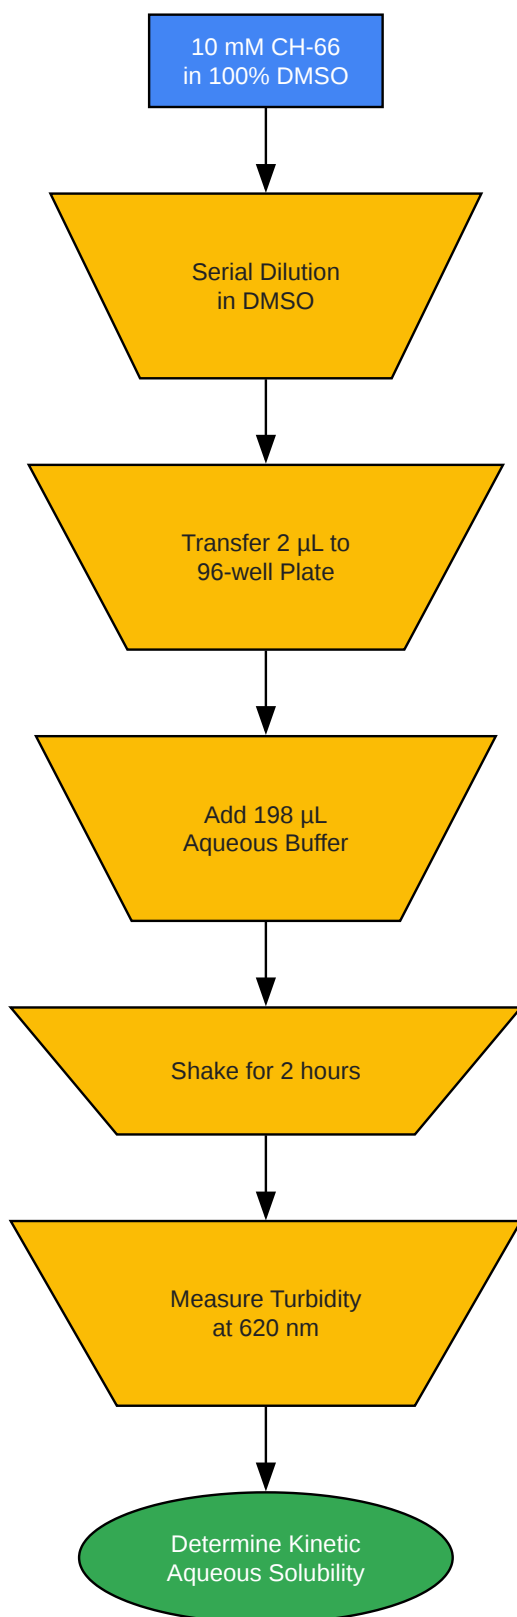 10 mM CH-66
in 100% DMSO
Serial Dilution
in DMSO
Transfer 2 µL to
96-well Plate
Add 198 µL
Aqueous Buffer
Shake for 2 hours
Measure Turbidity
at 620 nm
Determine Kinetic
Aqueous Solubility